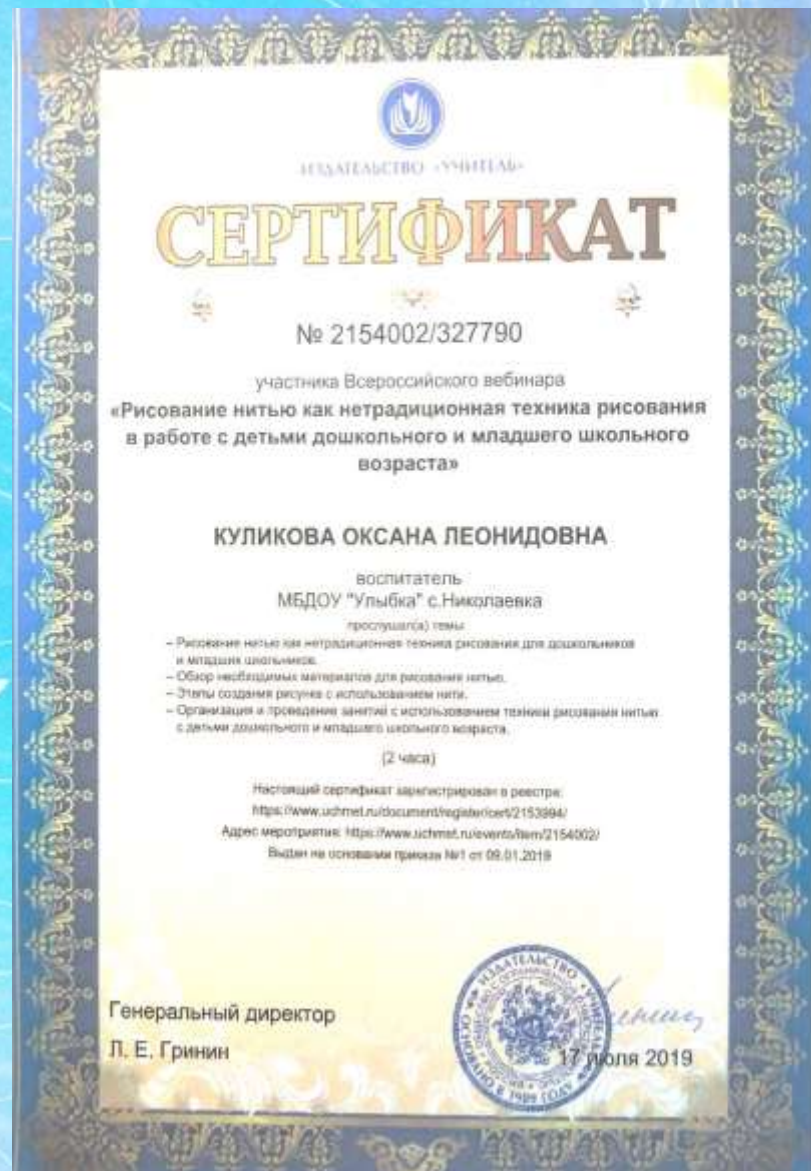 ИЗДАТЕЛЬСТВО «УЧИТЕЛЬ»
СЕРТИФИКАТ
№ 2154002/327790
участника Всероссийского вебинара
«Рисование нитью как нетрадиционная техника рисования
в работе с детьми дошкольного и младшего школьного
возраста»
КУЛИКОВА ОКСАНА ЛЕОНИДОВНА
воспитатель
МБДОУ "Улыбка" с.Николаевка
прослушал(а) темы
– Рисование нитью как нетрадиционная техника рисования для дошкольников
и младших школьников.
– Обзор необходимых материалов для рисования нитью.
– Этапы создания рисунка с использованием нити.
– Организация и проведение занятий с использованием техники рисования нитью
с детьми дошкольного и младшего школьного возраста.
(2 часа)
Настоящий сертификат зарегистрирован в реестре:
https://www.uchmet.ru/document/register/cert/2153994/
Адрес мероприятия: https://www.uchmet.ru/events/item/2154002/
Выдан на основании приказа №1 от 09.01.2019
Генеральный директор
Л. Е. Гринин
17 июля 2019
ИЗДАТЕЛЬСТВО «УЧИТЕЛЬ»
ОСНОВАНО В 1989 ГОДУ